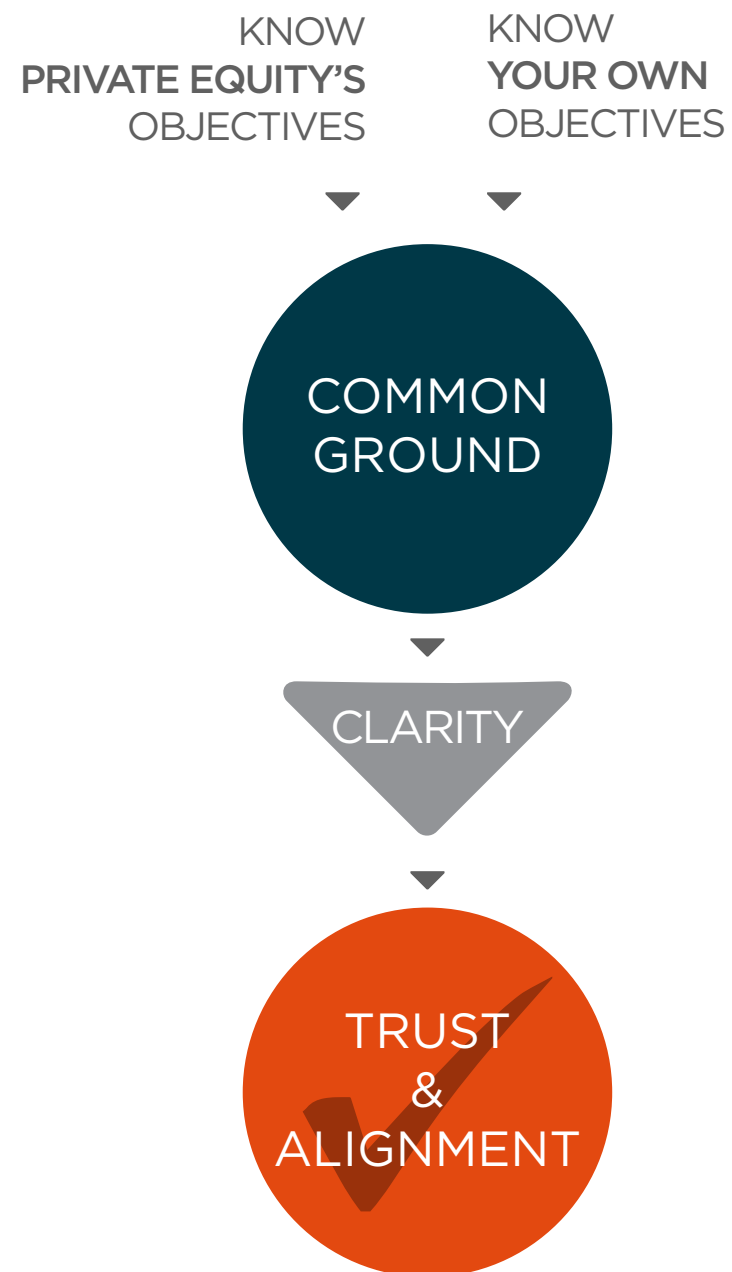 KNOW
PRIVATE EQUITY’S
OBJECTIVES
KNOW
YOUR OWN
OBJECTIVES
COMMON
GROUND
CLARITY
TRUST
&
ALIGNMENT